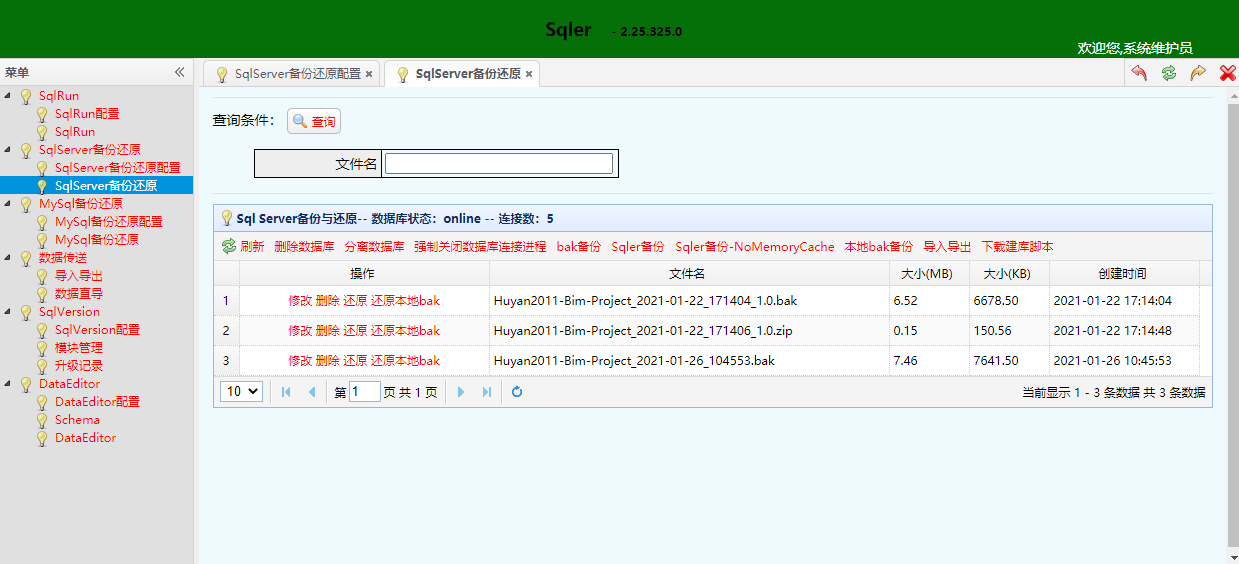 Sqler - 2.25.325.0
欢迎您,系统维护员
菜单
SqlRun
SqlRun配置
SqlRun
SqlServer备份还原
SqlServer备份还原配置
SqlServer备份还原
MySql备份还原
MySql备份还原配置
MySql备份还原
数据传送
导入导出
数据直导
SqlVersion
SqlVersion配置
模块管理
升级记录
DataEditor
DataEditor配置
Schema
DataEditor
SqlServer备份还原配置 SqlServer备份还原
查询条件： 查询
文件名
Sql Server备份与还原-- 数据库状态：online -- 连接数：5
刷新 删除数据库 分离数据库 强制关闭数据库连接进程 bak备份 Sqler备份 Sqler备份-NoMemoryCache 本地bak备份 导入导出 下载建库脚本
操作 文件名 大小(MB) 大小(KB) 创建时间
1 修改 删除 还原 还原本地bak Huyan2011-Bim-Project_2021-01-22_171404_1.0.bak 6.52 6678.50 2021-01-22 17:14:04
2 修改 删除 还原 还原本地bak Huyan2011-Bim-Project_2021-01-22_171406_1.0.zip 0.15 150.56 2021-01-22 17:14:48
3 修改 删除 还原 还原本地bak Huyan2011-Bim-Project_2021-01-26_104553.bak 7.46 7641.50 2021-01-26 10:45:53
10 第 1 页 共 1 页 当前显示 1 - 3 条数据 共 3 条数据